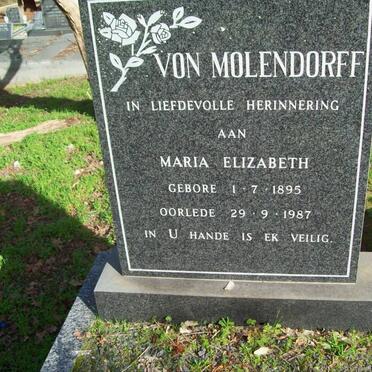 VON MOLENDORFF
IN LIEFDEVOLLE HERINNERING
AAN
MARIA ELIZABETH
GEBORE 1·7·1895
OORLEDE 29·9·1987
IN U HANDE IS EK VEILIG.